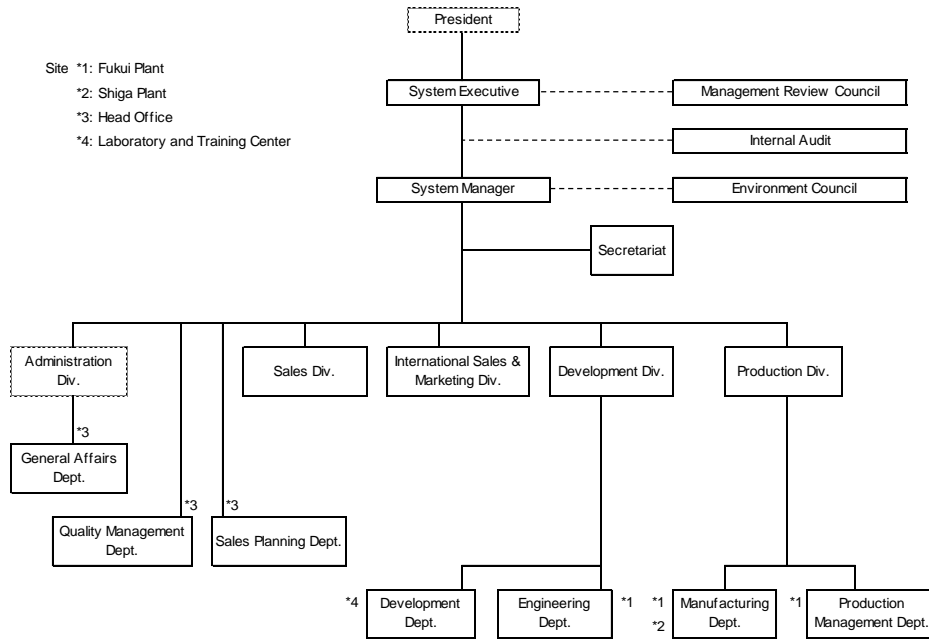 President
Site *1: Fukui Plant
*2: Shiga Plant
*3: Head Office
*4: Laboratory and Training Center
System Executive
Management Review Council
Internal Audit
System Manager
Environment Council
Secretariat
Administration
Div.
Sales Div.
International Sales &
Marketing Div.
Development Div.
Production Div.
*3
General Affairs
Dept.
*3
Quality Management
Dept.
*3
Sales Planning Dept.
*4
Development
Dept.
Engineering
Dept.
*1
*1
*2
Manufacturing
Dept.
*1
Production
Management Dept.